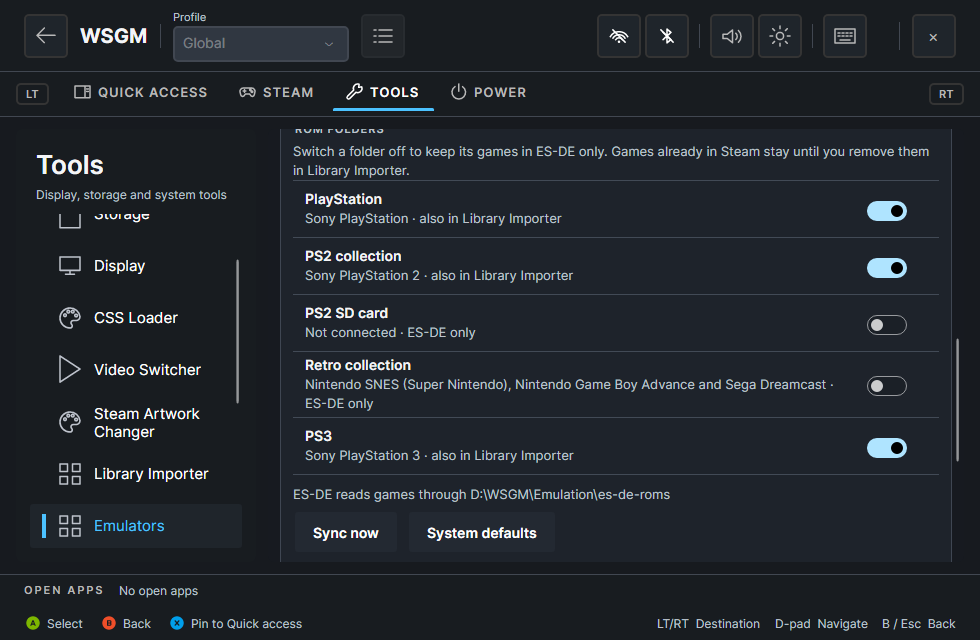 WSGM
Profile
Global
LT
QUICK ACCESS
STEAM
TOOLS
POWER
RT
Tools
Display, storage and system tools
Storage
Display
CSS Loader
Video Switcher
Steam Artwork
Changer
Library Importer
Emulators
ROM FOLDERS
Switch a folder off to keep its games in ES-DE only. Games already in Steam stay until you remove them
in Library Importer.
PlayStation
Sony PlayStation · also in Library Importer
PS2 collection
Sony PlayStation 2 · also in Library Importer
PS2 SD card
Not connected · ES-DE only
Retro collection
Nintendo SNES (Super Nintendo), Nintendo Game Boy Advance and Sega Dreamcast ·
ES-DE only
PS3
Sony PlayStation 3 · also in Library Importer
ES-DE reads games through D:\WSGM\Emulation\es-de-roms
Sync now
System defaults
OPEN APPS
No open apps
A Select
B Back
X Pin to Quick access
LT/RT Destination
D-pad Navigate
B / Esc Back